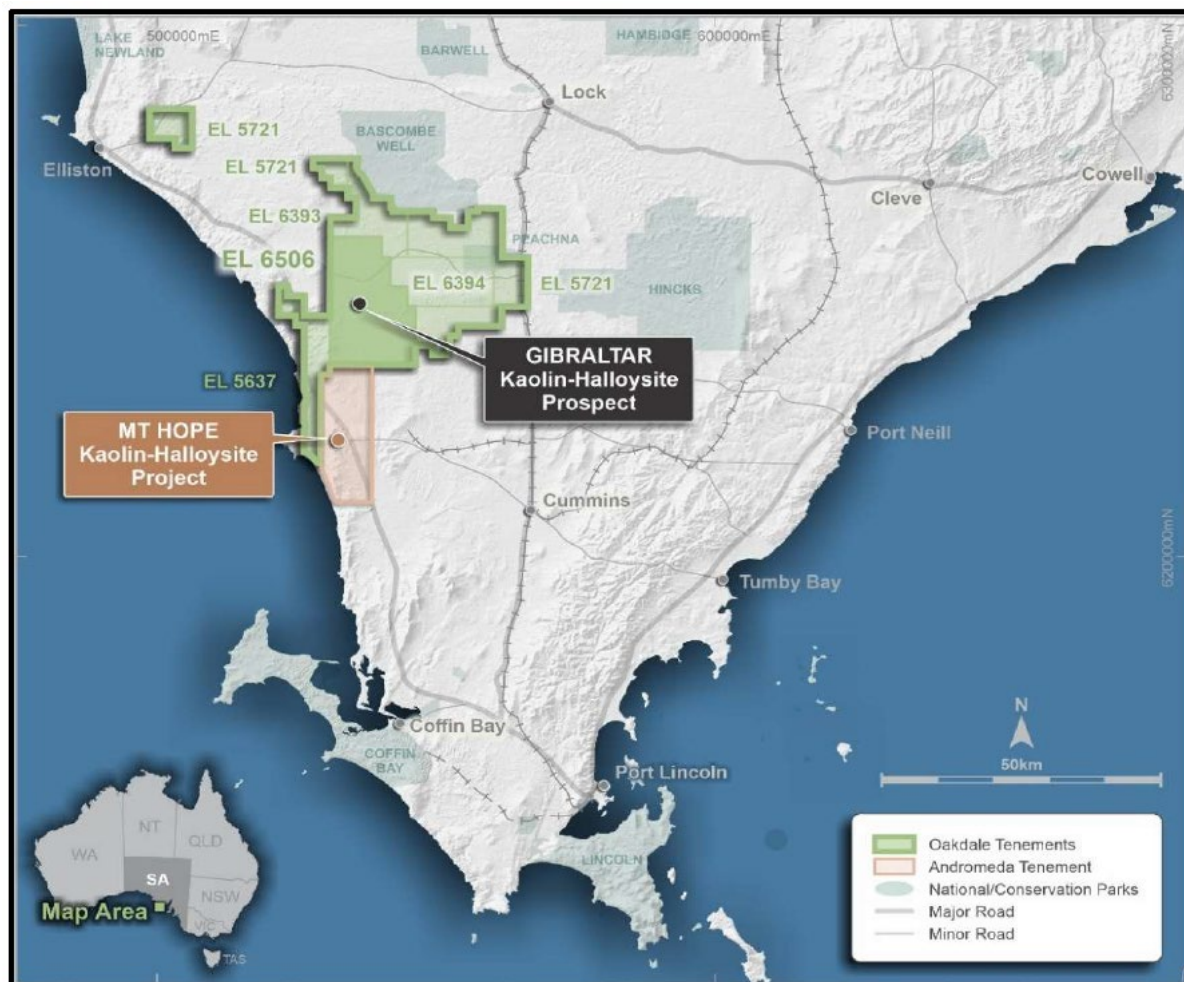 LAKE
NEWLAND
500000mE
BARWELL
HAMBIDGE
600000mE
6300000mN
Lock
EL 5721
BASCOMBE
WELL
Elliston
EL 5721
Cowell
Cleve
EL 6393
PEACHNA
EL 6506
EL 6394
EL 5721
HINCKS
GIBRALTAR
Kaolin-Halloysite
Prospect
EL 5637
MT HOPE
Kaolin-Halloysite
Project
Port Neill
Cummins
6200000mN
Tumby Bay
Coffin Bay
COFFIN
BAY
N
50km
Port Lincoln
LINCOLN
NT
QLD
WA
SA
NSW
VIC
TAS
Map Area
Oakdale Tenements
Andromeda Tenement
National/Conservation Parks
Major Road
Minor Road